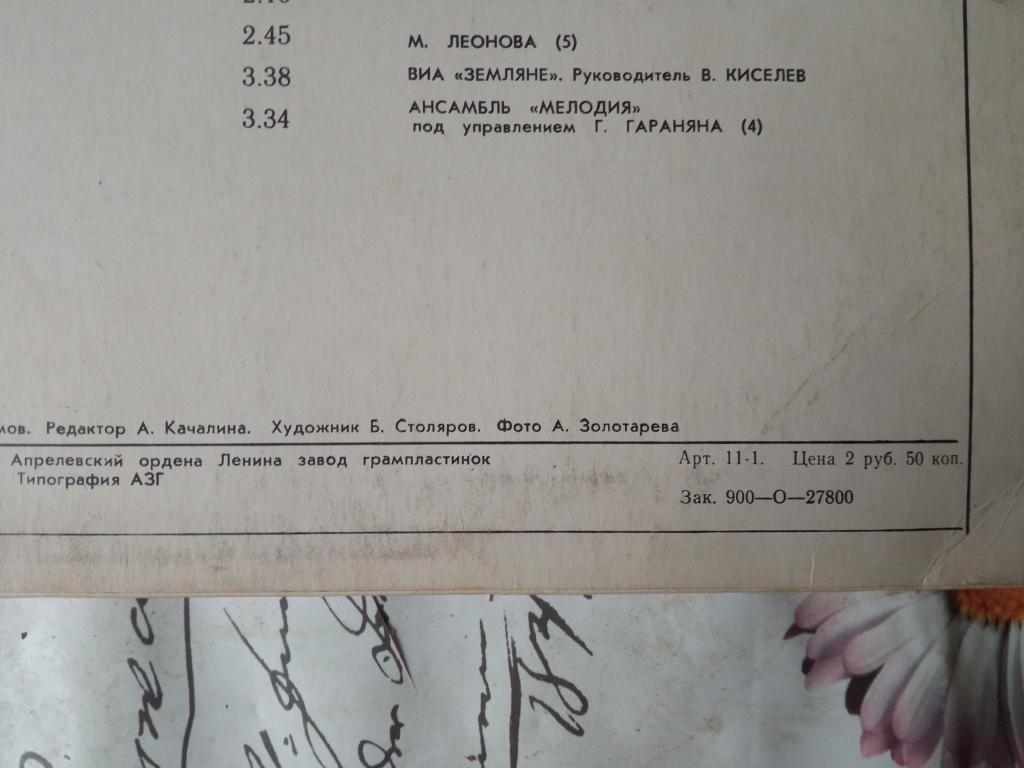 2.45 М. ЛЕОНОВА (5)
3.38 ВИА «ЗЕМЛЯНЕ». Руководитель В. КИСЕЛЕВ
3.34 АНСАМБЛЬ «МЕЛОДИЯ»
под управлением Г. ГАРАНЯНА (4)
мов. Редактор А. Качалина. Художник Б. Столяров. Фото А. Золотарева
Апрелевский ордена Ленина завод грампластинок Арт. 11-1. Цена 2 руб. 50 коп.
Типография АЗГ
Зак. 900—О—27800